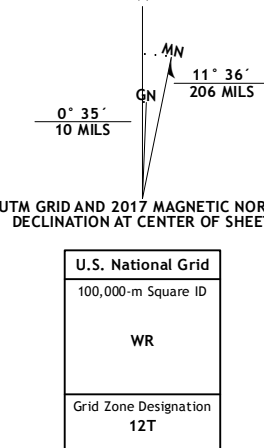 MN
GN
11° 36´
206 MILS
0° 35´
10 MILS
UTM GRID AND 2017 MAGNETIC NOR
DECLINATION AT CENTER OF SHEET
U.S. National Grid
100,000-m Square ID
WR
Grid Zone Designation
12T